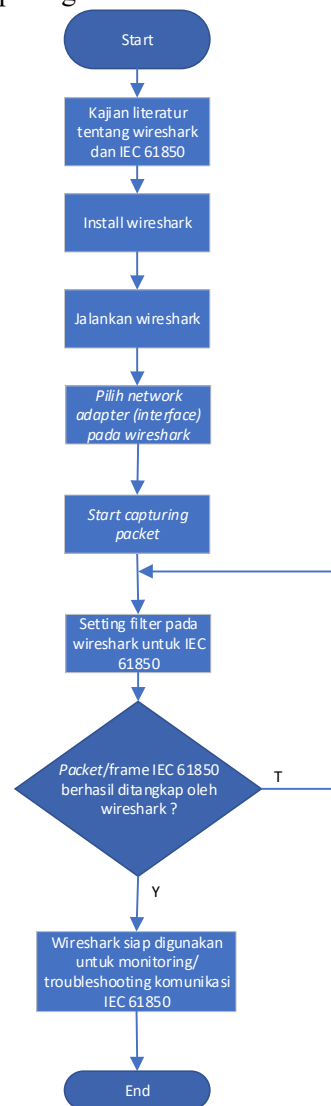 Start
Kajian literatur
tentang wireshark
dan IEC 61850
Install wireshark
Jalankan wireshark
Pilih network
adapter (interface)
pada wireshark
Start capturing
packet
Setting filter pada
wireshark untuk IEC
61850
Packet/frame IEC 61850
berhasil ditangkap oleh
wireshark ?
T
Y
Wireshark siap digunakan
untuk monitoring/
troubleshooting komunikasi
IEC 61850
End